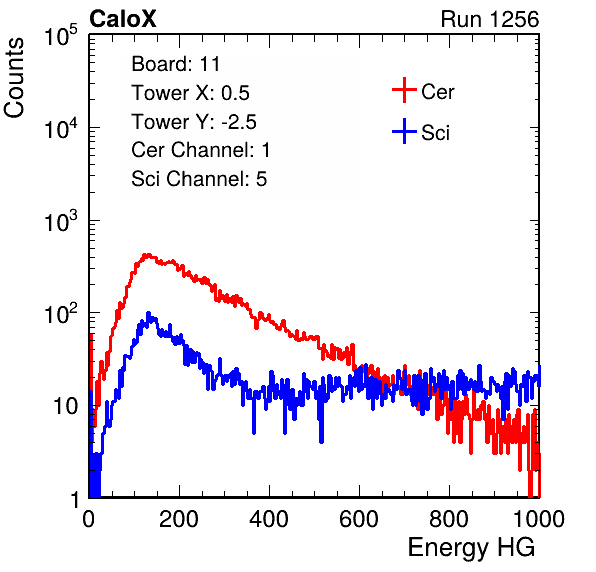 CaloX Run 1256
Counts
10^5
10^4
10^3
10^2
10
1
Board: 11
Tower X: 0.5
Tower Y: -2.5
Cer Channel: 1
Sci Channel: 5
Cer
Sci
0 200 400 600 800 1000
Energy HG